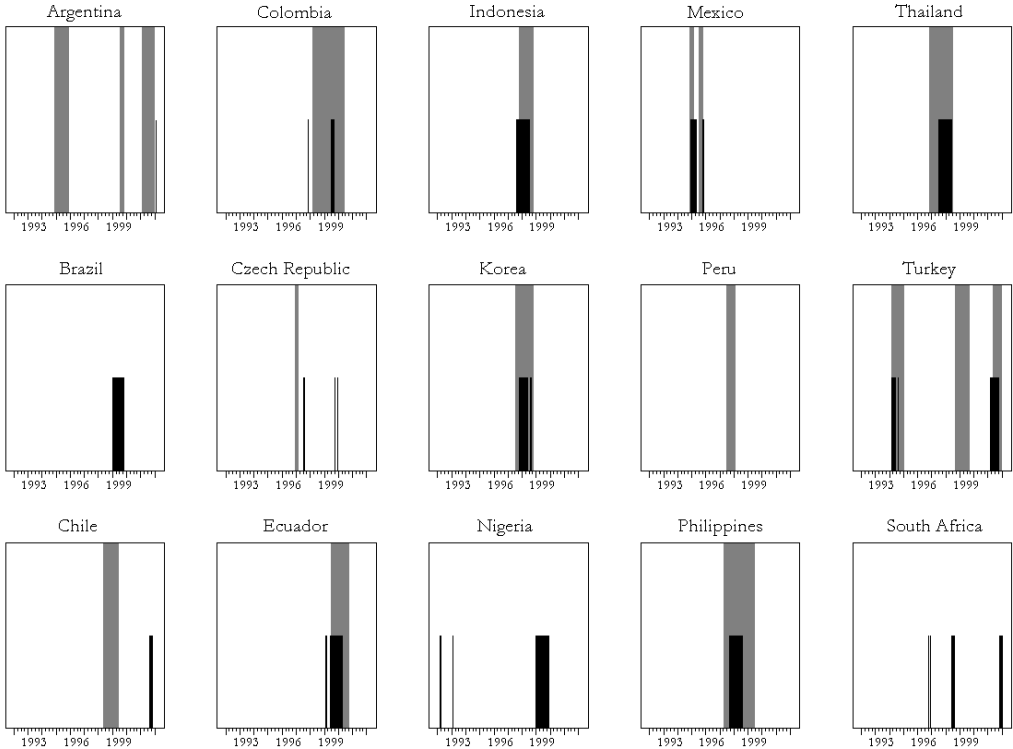 Argentina Colombia Indonesia Mexico Thailand
1993 1996 1999 1993 1996 1999 1993 1996 1999 1993 1996 1999 1993 1996 1999
Brazil Czech Republic Korea Peru Turkey
1993 1996 1999 1993 1996 1999 1993 1996 1999 1993 1996 1999 1993 1996 1999
Chile Ecuador Nigeria Philippines South Africa
1993 1996 1999 1993 1996 1999 1993 1996 1999 1993 1996 1999 1993 1996 1999